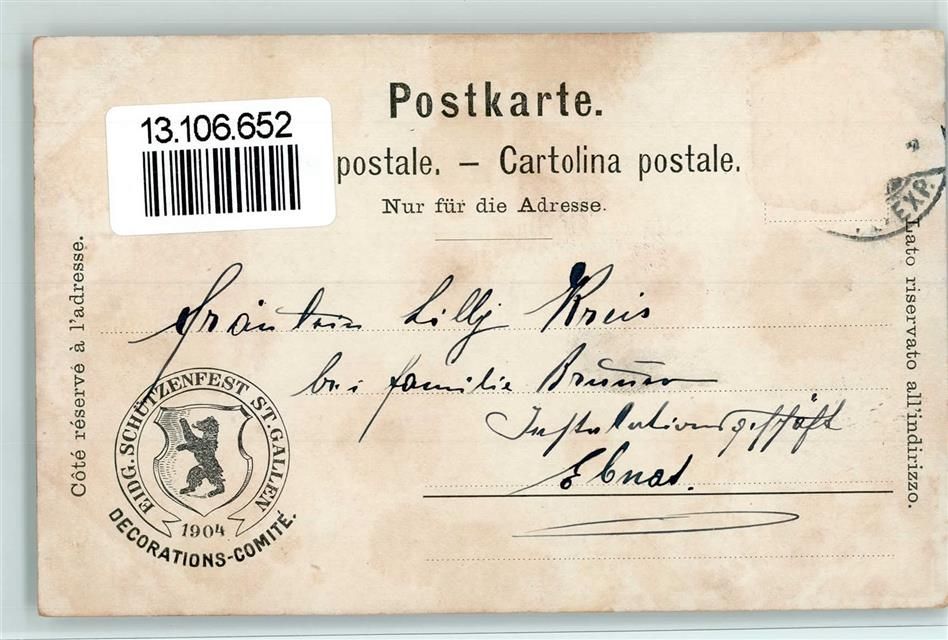 Postkarte.
13.106.652
postale. – Cartolina postale.
Nur für die Adresse.
EXP.
Côté réservé à l'adresse.
Lato riservato all'indirizzo.
Fräulein Lilly Kreis
bei Familie Brunner
Instalationsgeschäft
Ebnat.
EIDG. SCHÜTZENFEST ST. GALLEN
1904
DECORATIONS-COMITÉ.